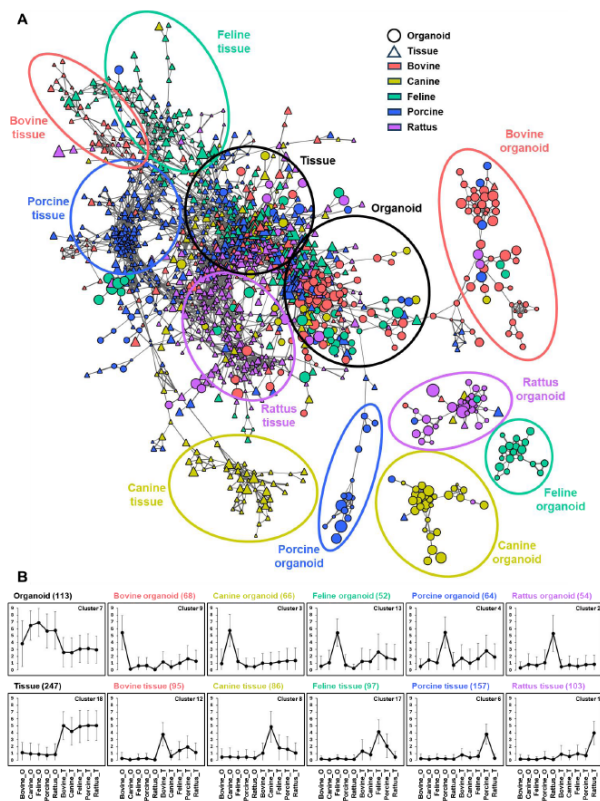 A
Feline
tissue
Organoid
Tissue
Bovine
Canine
Feline
Porcine
Rattus
Bovine
tissue
Bovine
organoid
Tissue
Porcine
tissue
Organoid
Rattus
tissue
Rattus
organoid
Canine
tissue
Feline
organoid
Porcine
organoid
Canine
organoid
B
Organoid (113) Bovine organoid (68) Canine organoid (66) Feline organoid (52) Porcine organoid (64) Rattus organoid (54)
Cluster 7 Cluster 9 Cluster 3 Cluster 13 Cluster 4 Cluster 2
Tissue (247) Bovine tissue (95) Canine tissue (86) Feline tissue (97) Porcine tissue (157) Rattus tissue (103)
Cluster 10 Cluster 12 Cluster 8 Cluster 17 Cluster 6 Cluster
Bovine_O Canine_O Feline_O Porcine_O Rattus_O Bovine_T Canine_T Feline_T Porcine_T Rattus_T